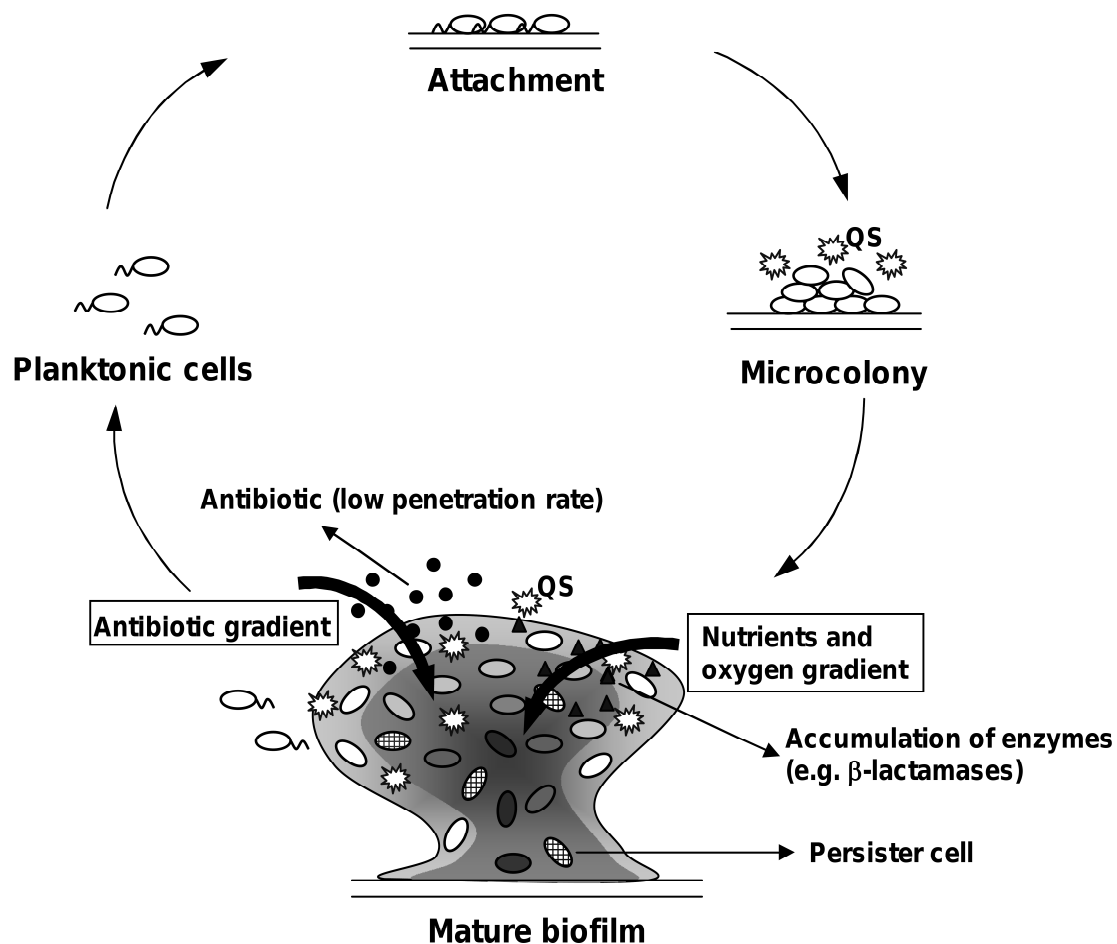 Attachment
QS
Planktonic cells
Microcolony
Antibiotic (low penetration rate)
QS
Antibiotic gradient
Nutrients and
oxygen gradient
Accumulation of enzymes
(e.g. β-lactamases)
Persister cell
Mature biofilm